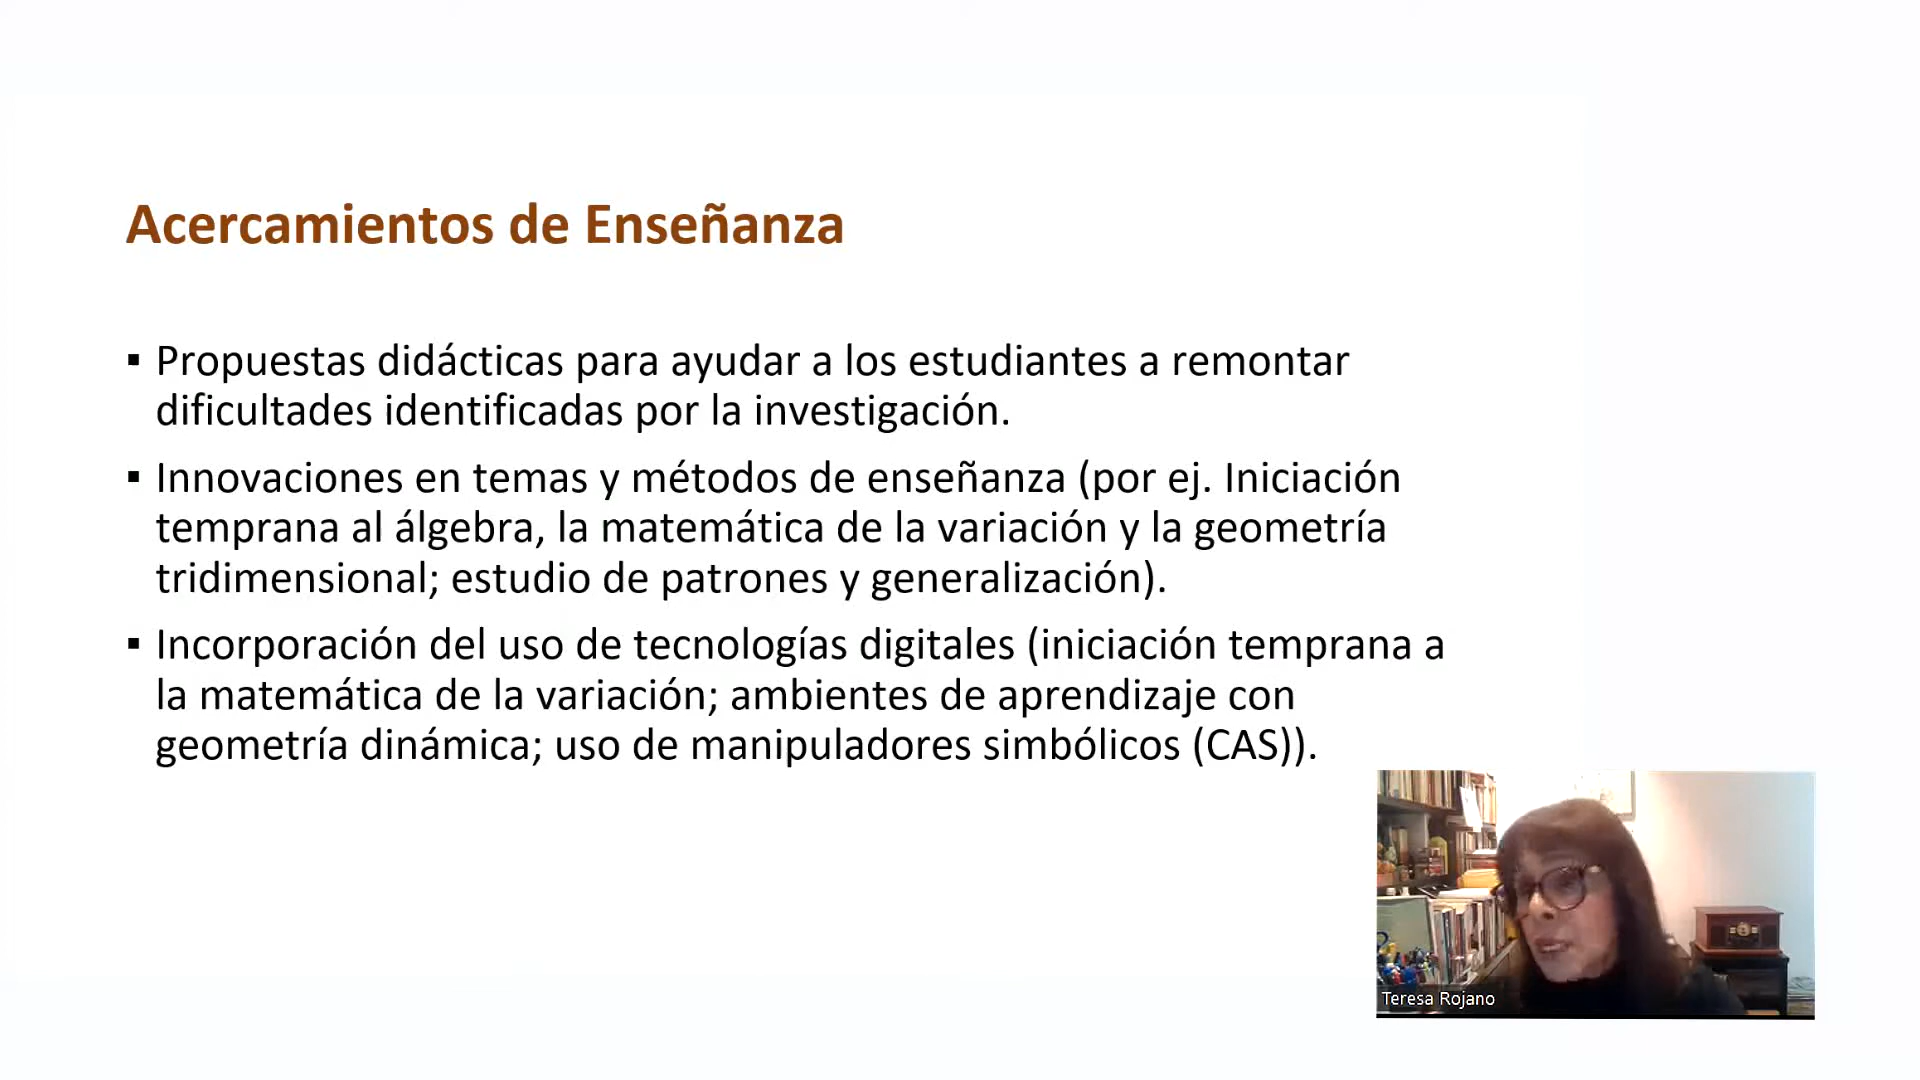 Acercamientos de Enseñanza
▪ Propuestas didácticas para ayudar a los estudiantes a remontar
dificultades identificadas por la investigación.
▪ Innovaciones en temas y métodos de enseñanza (por ej. Iniciación
temprana al álgebra, la matemática de la variación y la geometría
tridimensional; estudio de patrones y generalización).
▪ Incorporación del uso de tecnologías digitales (iniciación temprana a
la matemática de la variación; ambientes de aprendizaje con
geometría dinámica; uso de manipuladores simbólicos (CAS)).
Teresa Rojano